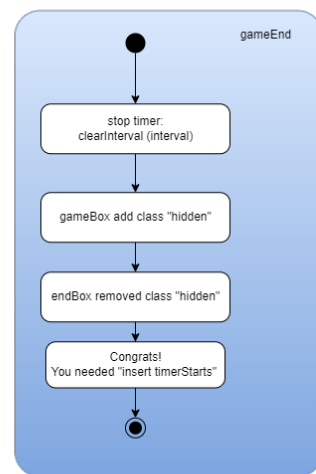 gameEnd
stop timer:
clearInterval (interval)
gameBox add class "hidden"
endBox removed class "hidden"
Congrats!
You needed "insert timerStarts"